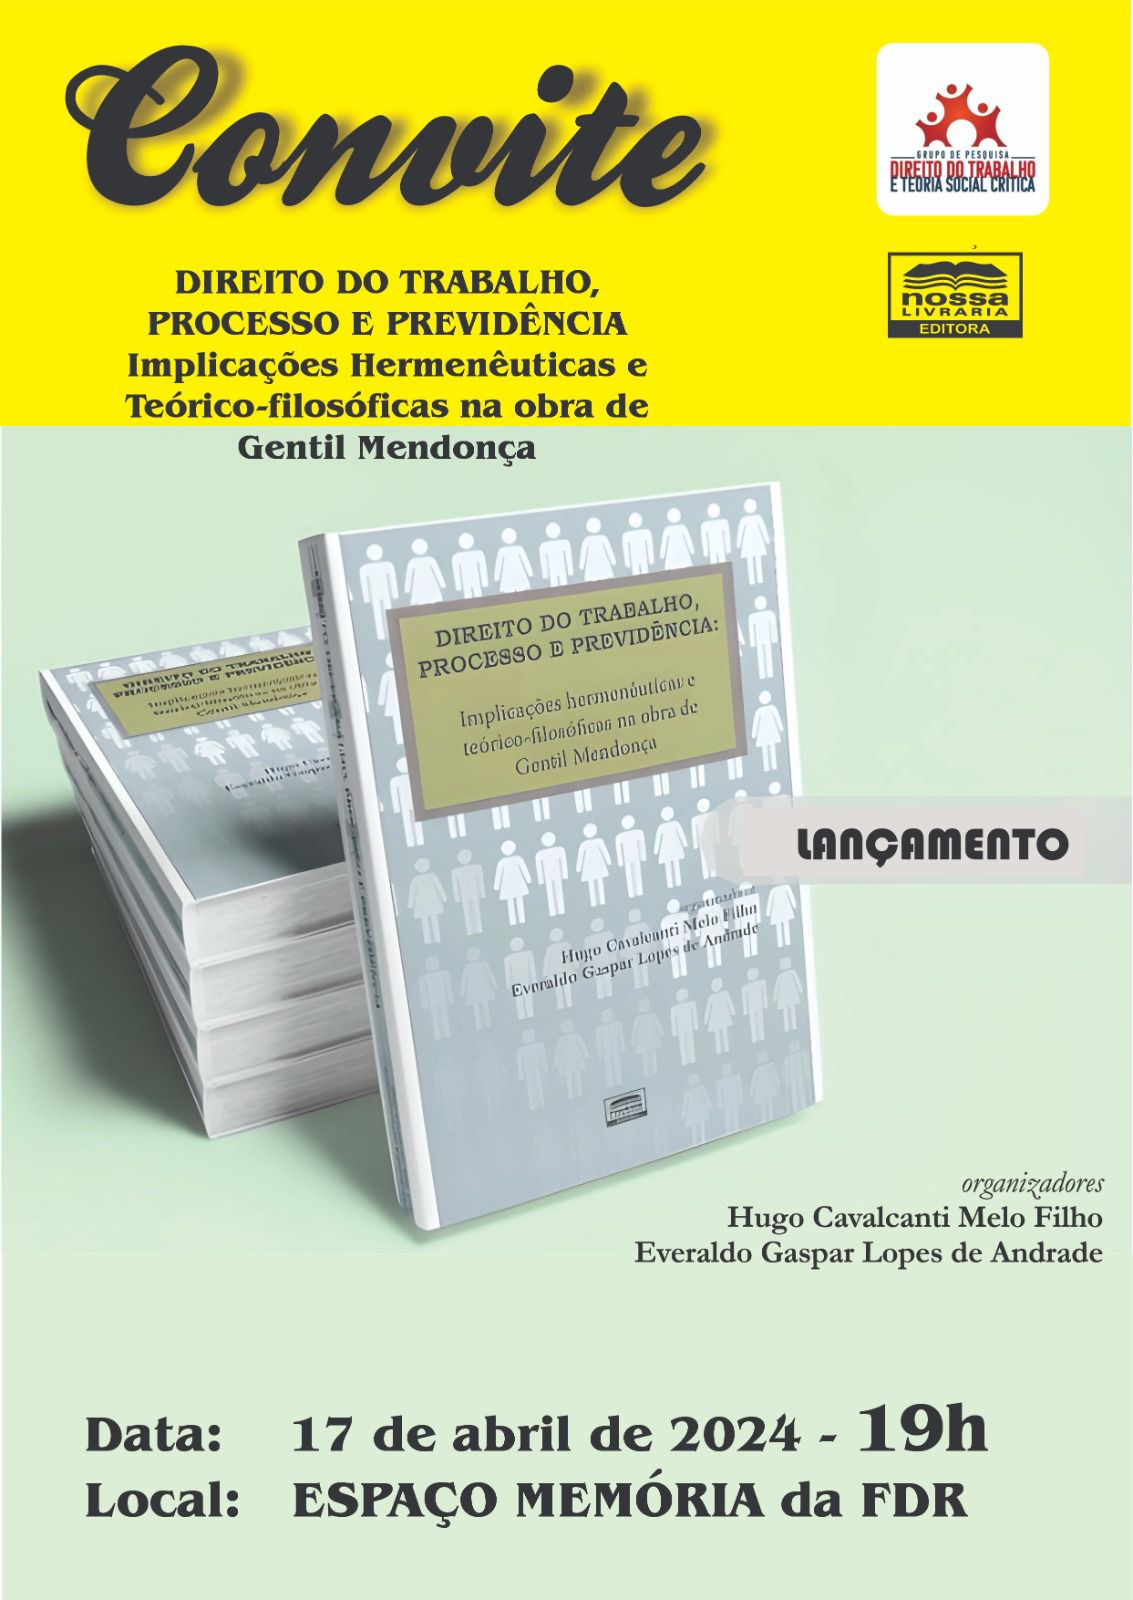 Convite
GRUPO DE PESQUISA
DIREITO DO TRABALHO
E TEORIA SOCIAL CRÍTICA
nossa
LIVRARIA
EDITORA
DIREITO DO TRABALHO,
PROCESSO E PREVIDÊNCIA
Implicações Hermenêuticas e
Teórico-filosóficas na obra de
Gentil Mendonça
DIREITO DO TRABALHO,
PROCESSO E PREVIDÊNCIA:
Implicações hermenêuticas e
teórico-filosóficas na obra de
Gentil Mendonça
Hugo Cavalcanti Melo Filho
Everaldo Gaspar Lopes de Andrade
LANÇAMENTO
organizadores
Hugo Cavalcanti Melo Filho
Everaldo Gaspar Lopes de Andrade
Data: 17 de abril de 2024 - 19h
Local: ESPAÇO MEMÓRIA da FDR